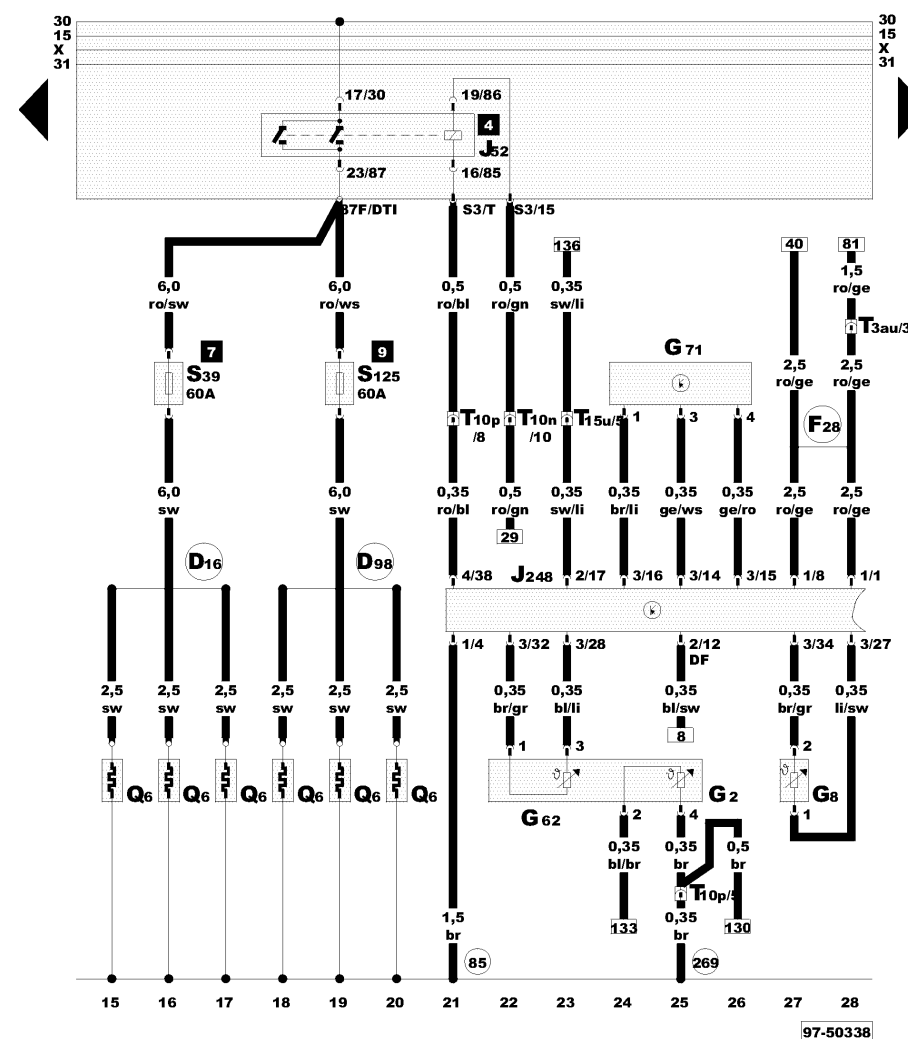 30 30
15 15
X X
31 31
17/30 19/86
4
J52
23/87 16/85
87F/DTI S3/T S3/15
136 40 81
6,0 6,0 0,5 0,5 0,35 1,5
ro/sw ro/ws ro/bl ro/gn sw/li ro/ge
T3au/3
7 9 G71
S39 S125
60A 60A
2,5 2,5
ro/ge ro/ge
T10p T10n T15u/5 1 3 4 F28
/8 /10
6,0 6,0 0,35 0,5 0,35 0,35 0,35 0,35 2,5 2,5
sw sw ro/bl ro/gn sw/li br/li ge/ws ge/ro ro/ge ro/ge
29
D16 D98
4/38 J248 2/17 3/16 3/14 3/15 1/8 1/1
1/4 3/32 3/28 2/12 3/34 3/27
DF
2,5 2,5 2,5 2,5 2,5 2,5 0,35 0,35 0,35 0,35 0,35
sw sw sw sw sw sw br/gr bl/li bl/sw br/gr li/sw
8
1 3 2
Q6 Q6 Q6 Q6 Q6 Q6 G2 G8
G62 2 4 1
0,35 0,35 0,5
bl/br br br
T10p/5
1,5 133 0,35 130
br br
85 269
15 16 17 18 19 20 21 22 23 24 25 26 27 28
97-50338